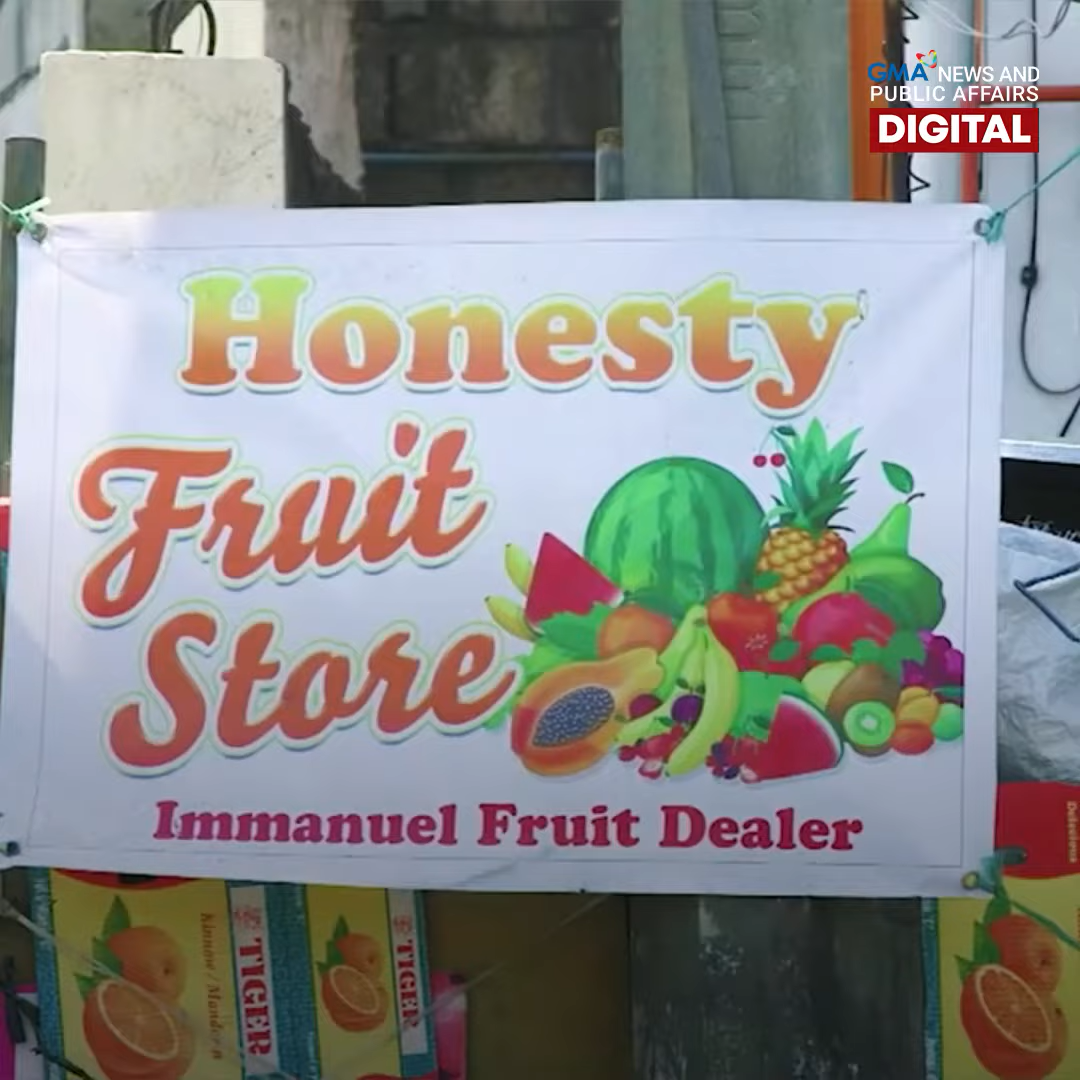 GMA NEWS AND
PUBLIC AFFAIRS
DIGITAL
Honesty
Fruit
Store
Immanuel Fruit Dealer
Kinnow / Mandarin
TIGER
TIGER